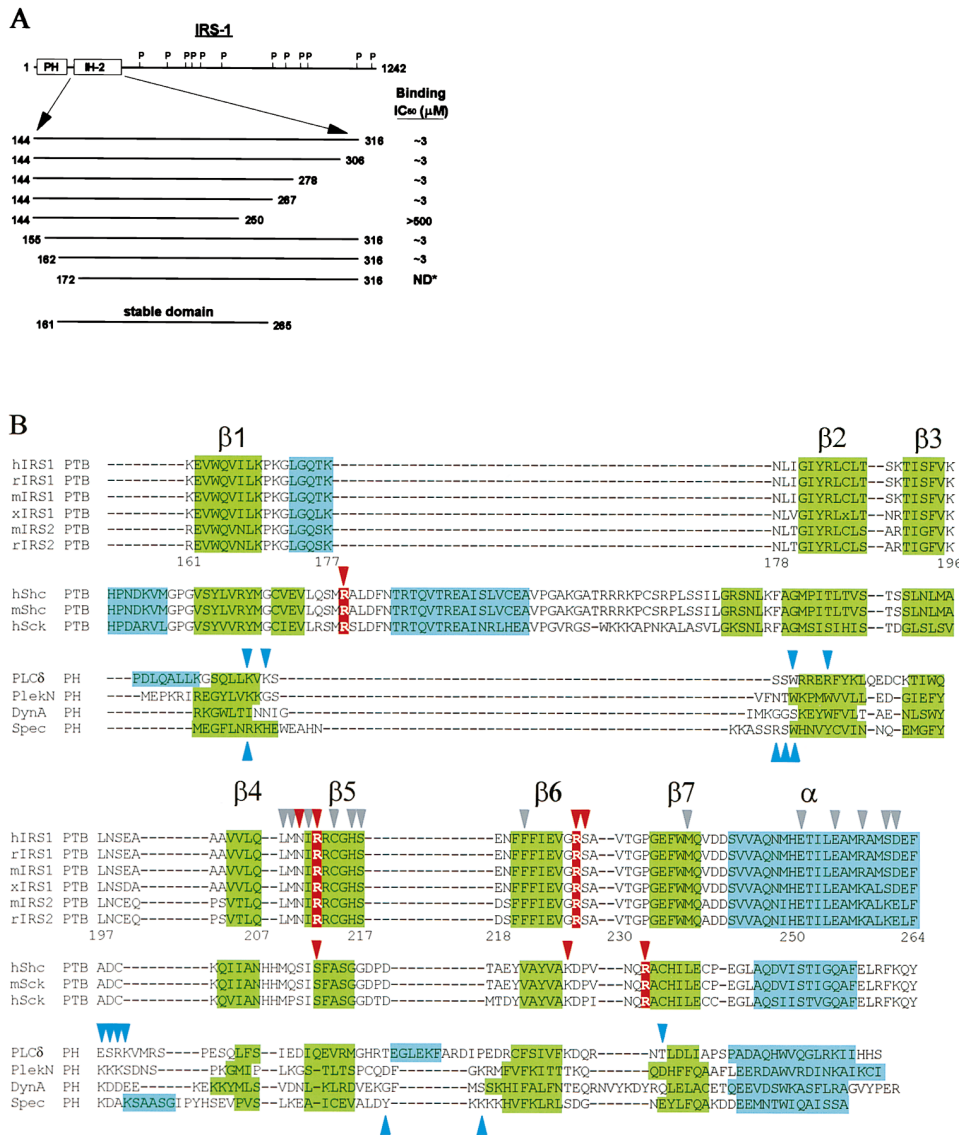 A
IRS-1
P P P P P P P P P P P P
1 PH IH-2 1242
Binding
IC50 (μM)
144 316 ~3
144 306 ~3
144 278 ~3
144 267 ~3
144 250 >500
155 316 ~3
162 316 ~3
172 316 ND*
stable domain
161 265
B
β1 β2 β3
hIRS1 PTB ----------KEVWQVILKPKGLGQTK----------NLIGIYRLCLT--SKTISFVK
rIRS1 PTB ----------KEVWQVILKPKGLGQTK----------NLIGIYRLCLT--SKTISFVK
mIRS1 PTB ----------KEVWQVILKPKGLGQTK----------NLIGIYRLCLT--SKTISFVK
xIRS1 PTB ----------KEVWQVILKPKGLGQLK----------NLVGIYRLxLT--NRTISFVK
mIRS2 PTB ----------REVWQVNLKPKGLGQSK----------NLTGIYRLCLS--ARTIGFVK
rIRS2 PTB ----------REVWQVNLKPKGLGQSK----------NLTGIYRLCLS--ARTIGFVK
161 177 178 196
hShc PTB HPNDKVMGPGVSYLVRYMGCVEVLQSMRALDFNTRTQVTREAISLVCEAVPGAKGATRRRKPCSRPLSSILGRSNLKFAGMPITLTVS--TSSLNLMA
mShc PTB HPNDKVMGPGVSYLVRYMGCVEVLQSMRALDFNTRTQVTREAISLVCEAVPGAKGATRRRKPCSRPLSSILGRSNLKFAGMPITLTVS--TSSLNLMA
hSck PTB HPDARVLGPGVSYVVRYMGCIEVLRSMRSLDFNTRTQVTREAINRLHEAVPGVRGS-WKKKAPNKALASVLGKSNLRFAGMSISIHIS--TDGLSLSV
PLCδ PH PDLQALLKGSQLLKVKS----------SSWRRERFYKLQEDCKTIWQ
PlekN PH --MEPKRIREGYLVKKGS----------VFNTWKPMWVVLL--ED-GIEFY
DynA PH --------RKGWLTINNIG----------IMKGGSKEYWFVLT--AE-NLSWY
Spec PH --------MEGFLNRKHEWEAHN----------KKASSRSWHNVYCVIN--NQ-EMGFY
β4 β5 β6 β7 α
hIRS1 PTB LNSEA------AAVVLQ--LMNIRRCGHS----------ENFFFIEVGRSA--VTGPGEFWMQVDDSVVAQNMHETILEAMRAMSDEF
rIRS1 PTB LNSEA------AAVVLQ--LMNIRRCGHS----------ENFFFIEVGRSA--VTGPGEFWMQVDDSVVAQNMHETILEAMRAMSDEF
mIRS1 PTB LNSEA------AAVVLQ--LMNIRRCGHS----------ENFFFIEVGRSA--VTGPGEFWMQVDDSVVAQNMHETILEAMRAMSDEF
xIRS1 PTB LNSDA------AAVVLQ--LMNIRRCGHS----------ENFFFIEVGRSA--VTGPGEFWMQVDDSVVAQNMHETILEAMKALSDEF
mIRS2 PTB LNCEQ------PSVTLQ--LMNIRRCGHS----------DSFFFIEVGRSA--VTGPGELWMQADDSVVAQNIHETILEAMKALKELF
rIRS2 PTB LNCEQ------PSVTLQ--LMNIRRCGHS----------DSFFFIEVGRSA--VTGPGELWMQADDSVVAQNIHETILEAMKALKELF
197 207 217 218 230 250 264
hShc PTB ADC---------KQIIANHHMQSISFASGGDPD------TAEYVAYVAKDPV--NQRACHILECP-EGLAQDVISTIGQAFELRFKQY
mSck PTB ADC---------KQIIANHHMQSISFASGGDPD------TAEYVAYVAKDPV--NQRACHILECP-EGLAQDVISTIGQAFELRFKQY
hSck PTB ADC---------KQVIANHHMPSISFASGGDTD------MTDYVAYVAKDPI--NQRACHILECC-EGLAQSIISTVGQAFELRFKQY
PLCδ PH ESRKVMRS----PESQLFS--IEDIQEVRMGHRTEGLEKFARDIPEDRCFSIVFKDQR---NTLDLIAPSPADAQHWVQGLRKIIHHS
PlekN PH KKKSDNS-----PKGMIP--LKGS-TLTSPCQDF------GKRMFVFKITTTKQ----QDHFFQAAFLEERDAWVRDINKAIKCI
DynA PH KDDEE------KEKKYMLS--VDNL-KLRDVEKGF------MSSKHIFALFNTEQRNVYKDYRQLELACETQEEVDSWKASFLRAGVYPER
Spec PH KDAKSAASGIPYHSEVPVS--LKEA-ICEVALDY------KKKKHVFKLRLSDG----NEYLFQAKDDEEMNTWIQAISSA